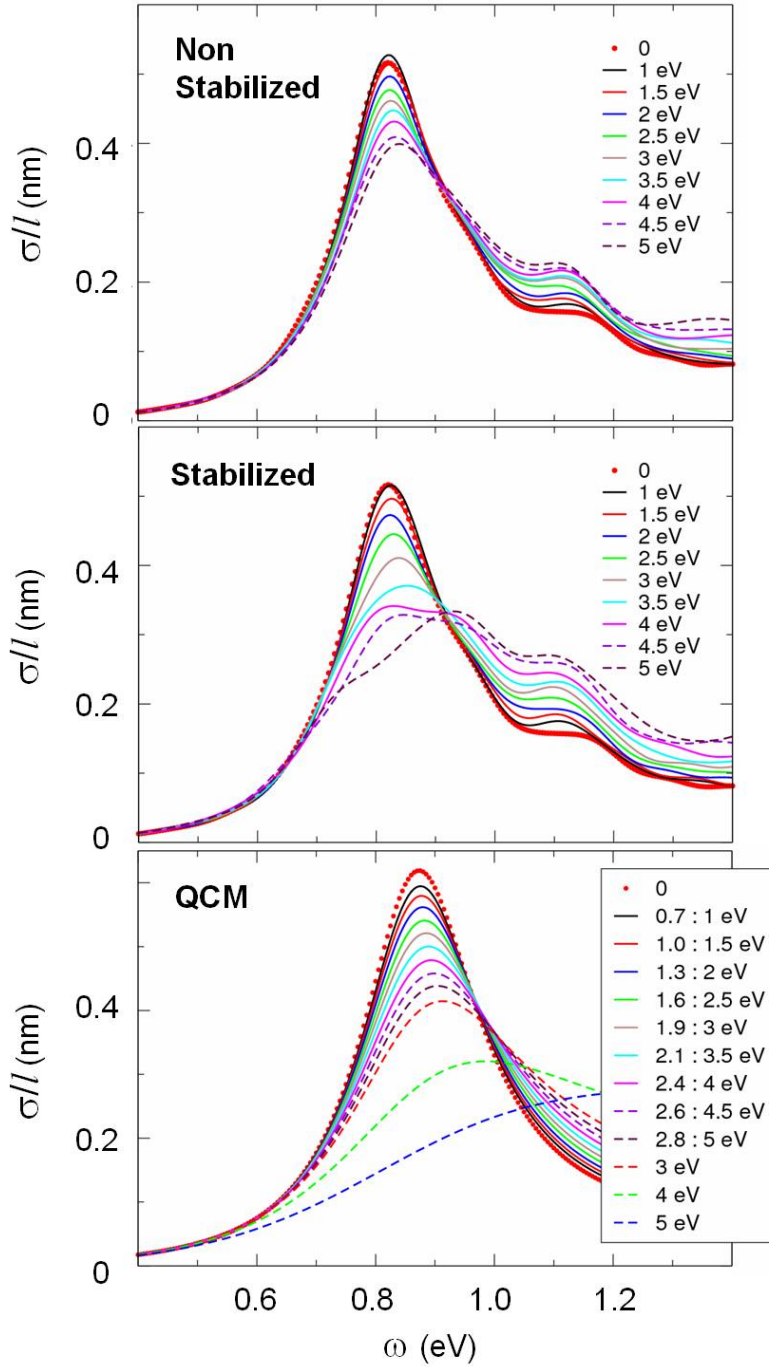 Non
Stabilized
0
1 eV
1.5 eV
2 eV
2.5 eV
3 eV
3.5 eV
4 eV
4.5 eV
5 eV
0.4
0.2
0
σ/l (nm)
Stabilized
0
1 eV
1.5 eV
2 eV
2.5 eV
3 eV
3.5 eV
4 eV
4.5 eV
5 eV
0.4
0.2
0
σ/l (nm)
QCM
0
0.7 : 1 eV
1.0 : 1.5 eV
1.3 : 2 eV
1.6 : 2.5 eV
1.9 : 3 eV
2.1 : 3.5 eV
2.4 : 4 eV
2.6 : 4.5 eV
2.8 : 5 eV
3 eV
4 eV
5 eV
0.4
0.2
0
σ/l (nm)
0.6 0.8 1.0 1.2
ω (eV)